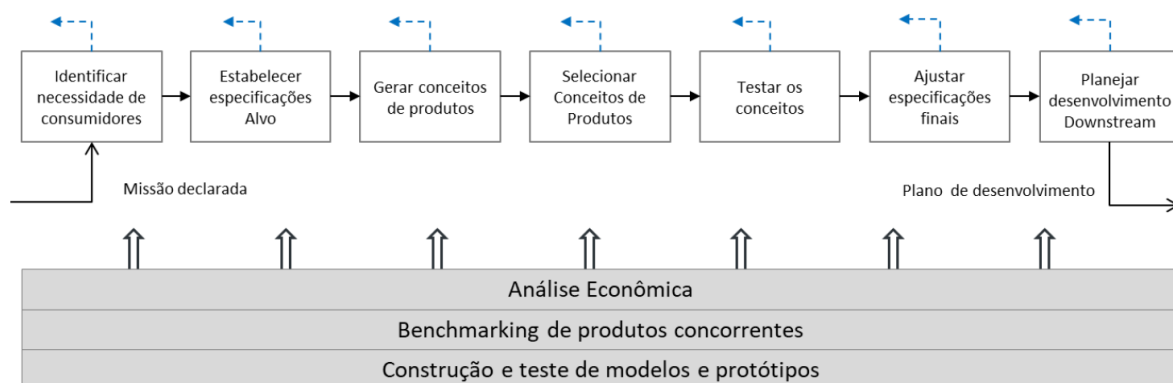 Identificar
necessidade de
consumidores
Estabelecer
especificações
Alvo
Gerar conceitos
de produtos
Selecionar
Conceitos de
Produtos
Testar os
conceitos
Ajustar
especificações
finais
Planejar
desenvolvimento
Downstream
Missão declarada
Plano de desenvolvimento
Análise Econômica
Benchmarking de produtos concorrentes
Construção e teste de modelos e protótipos